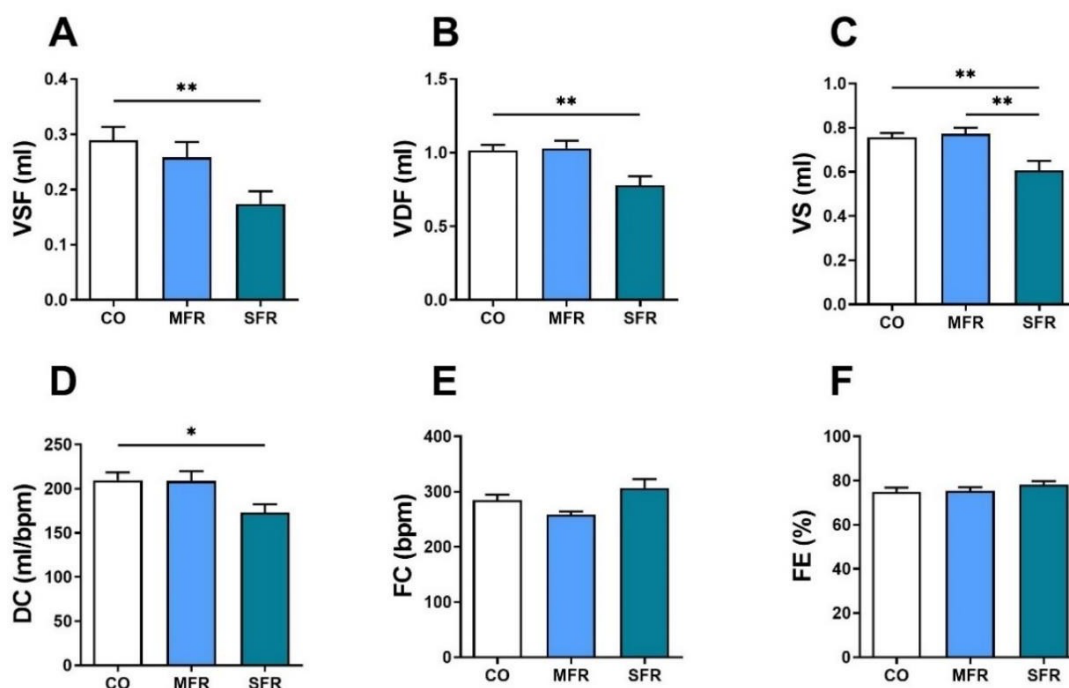 A
VSF (ml)
0.4
0.3
0.2
0.1
0.0
**
CO MFR SFR
B
VDF (ml)
1.5
1.0
0.5
0.0
**
CO MFR SFR
C
VS (ml)
1.0
0.8
0.6
0.4
0.2
0.0
**
**
CO MFR SFR
D
DC (ml/bpm)
250
200
150
100
50
0
*
CO MFR SFR
E
FC (bpm)
400
300
200
100
0
CO MFR SFR
F
FE (%)
100
80
60
40
20
0
CO MFR SFR